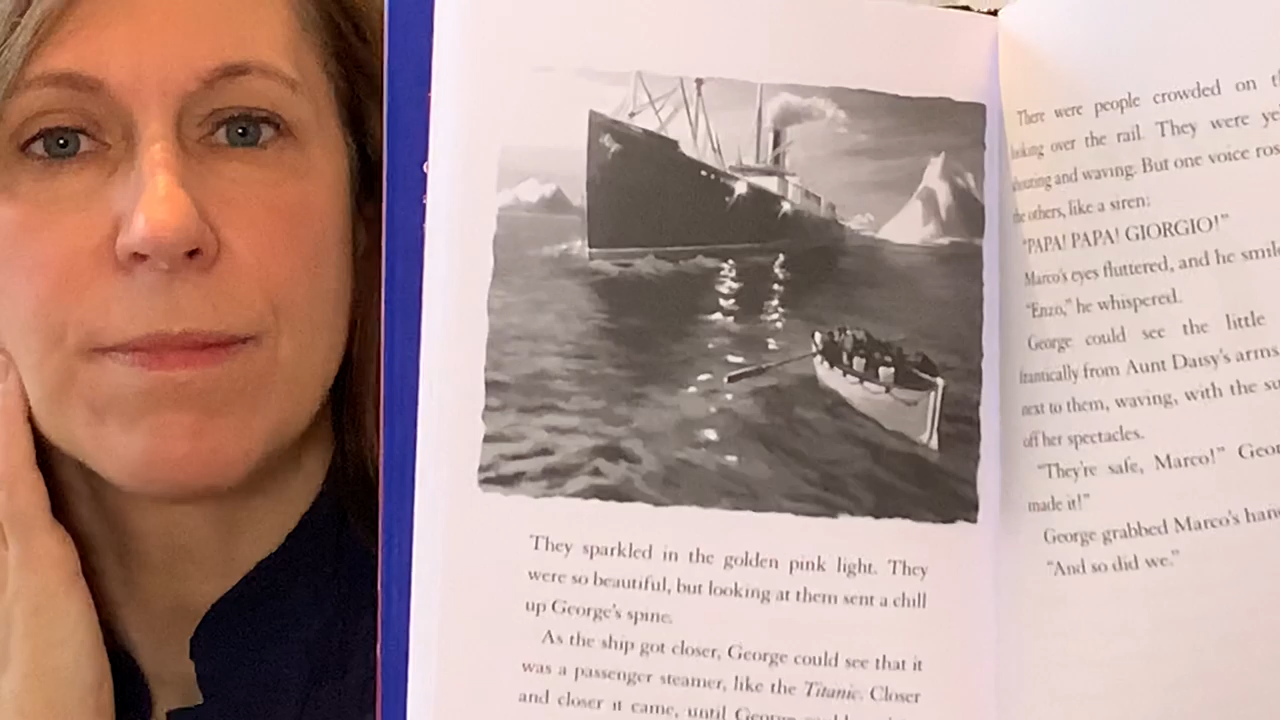 They sparkled in the golden pink light. They
were so beautiful, but looking at them sent a chill
up George's spine.
As the ship got closer, George could see that it
was a passenger steamer, like the Titanic. Closer
and closer it came, until George
There were people crowded on
looking over the rail. They were
shouting and waving. But one voice
the others, like a siren:
"PAPA! PAPA! GIORGIO!"
Marco's eyes fluttered, and he
"Enzo," he whispered.
George could see the little
frantically from Aunt Daisy's arms
next to them, waving, with the
off her spectacles.
"They're safe, Marco!"
made it!"
George grabbed Marco's
"And so did we."